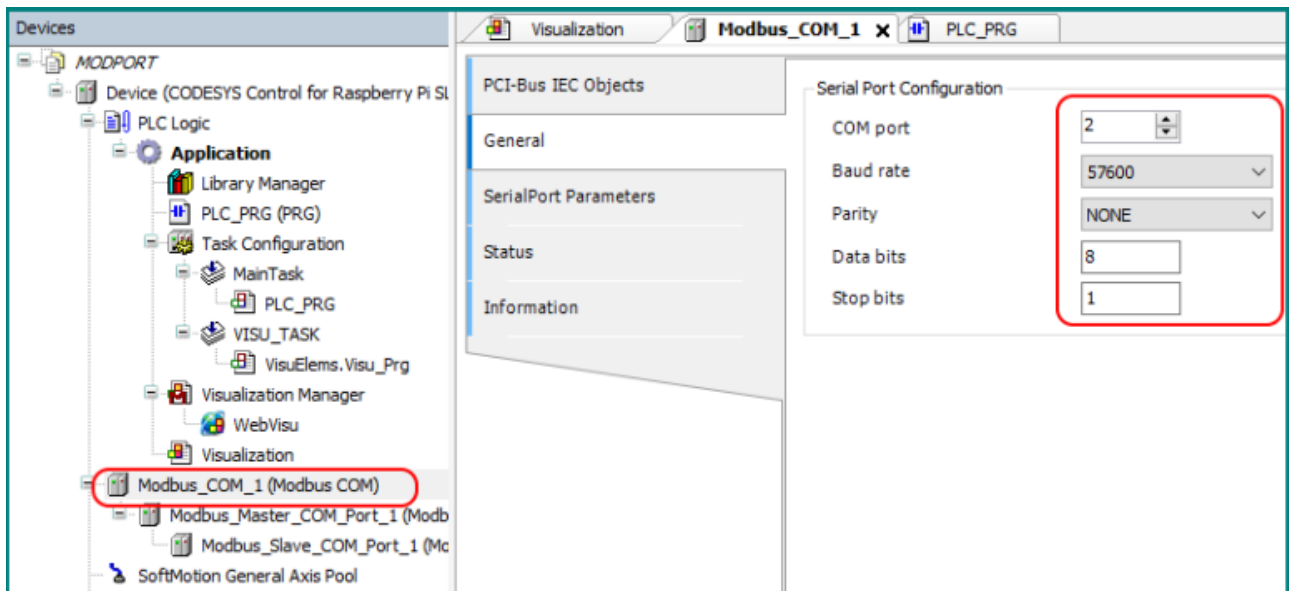 Devices
MODPORT
Device (CODESYS Control for Raspberry Pi SL
PLC Logic
Application
Library Manager
PLC_PRG (PRG)
Task Configuration
MainTask
PLC_PRG
VISU_TASK
VisuElems.Visu_Prg
Visualization Manager
WebVisu
Visualization
Modbus_COM_1 (Modbus COM)
Modbus_Master_COM_Port_1 (Modb
Modbus_Slave_COM_Port_1 (Mo
SoftMotion General Axis Pool
Visualization
Modbus_COM_1 x
PLC_PRG
PCI-Bus IEC Objects
General
SerialPort Parameters
Status
Information
Serial Port Configuration
COM port 2
Baud rate 57600
Parity NONE
Data bits 8
Stop bits 1